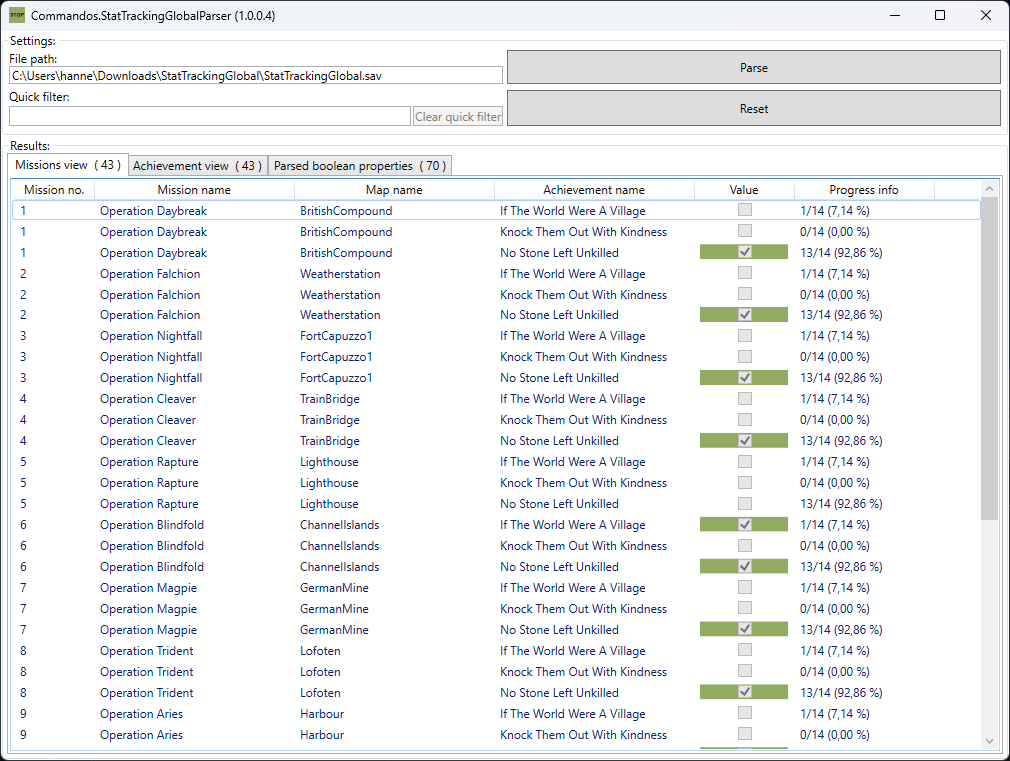 STOP Commandos.StatTrackingGlobalParser (1.0.0.4)
Settings:
File path:
C:\Users\hanne\Downloads\StatTrackingGlobal\StatTrackingGlobal.sav
Parse
Quick filter:
Clear quick filter
Reset
Results:
Missions view ( 43 ) Achievement view ( 43 ) Parsed boolean properties ( 70 )
Mission no. Mission name Map name Achievement name Value Progress info
1 Operation Daybreak BritishCompound If The World Were A Village 1/14 (7,14 %)
1 Operation Daybreak BritishCompound Knock Them Out With Kindness 0/14 (0,00 %)
1 Operation Daybreak BritishCompound No Stone Left Unkilled 13/14 (92,86 %)
2 Operation Falchion Weatherstation If The World Were A Village 1/14 (7,14 %)
2 Operation Falchion Weatherstation Knock Them Out With Kindness 0/14 (0,00 %)
2 Operation Falchion Weatherstation No Stone Left Unkilled 13/14 (92,86 %)
3 Operation Nightfall FortCapuzzo1 If The World Were A Village 1/14 (7,14 %)
3 Operation Nightfall FortCapuzzo1 Knock Them Out With Kindness 0/14 (0,00 %)
3 Operation Nightfall FortCapuzzo1 No Stone Left Unkilled 13/14 (92,86 %)
4 Operation Cleaver TrainBridge If The World Were A Village 1/14 (7,14 %)
4 Operation Cleaver TrainBridge Knock Them Out With Kindness 0/14 (0,00 %)
4 Operation Cleaver TrainBridge No Stone Left Unkilled 13/14 (92,86 %)
5 Operation Rapture Lighthouse If The World Were A Village 1/14 (7,14 %)
5 Operation Rapture Lighthouse Knock Them Out With Kindness 0/14 (0,00 %)
5 Operation Rapture Lighthouse No Stone Left Unkilled 13/14 (92,86 %)
6 Operation Blindfold ChannelIslands If The World Were A Village 1/14 (7,14 %)
6 Operation Blindfold ChannelIslands Knock Them Out With Kindness 0/14 (0,00 %)
6 Operation Blindfold ChannelIslands No Stone Left Unkilled 13/14 (92,86 %)
7 Operation Magpie GermanMine If The World Were A Village 1/14 (7,14 %)
7 Operation Magpie GermanMine Knock Them Out With Kindness 0/14 (0,00 %)
7 Operation Magpie GermanMine No Stone Left Unkilled 13/14 (92,86 %)
8 Operation Trident Lofoten If The World Were A Village 1/14 (7,14 %)
8 Operation Trident Lofoten Knock Them Out With Kindness 0/14 (0,00 %)
8 Operation Trident Lofoten No Stone Left Unkilled 13/14 (92,86 %)
9 Operation Aries Harbour If The World Were A Village 1/14 (7,14 %)
9 Operation Aries Harbour Knock Them Out With Kindness 0/14 (0,00 %)